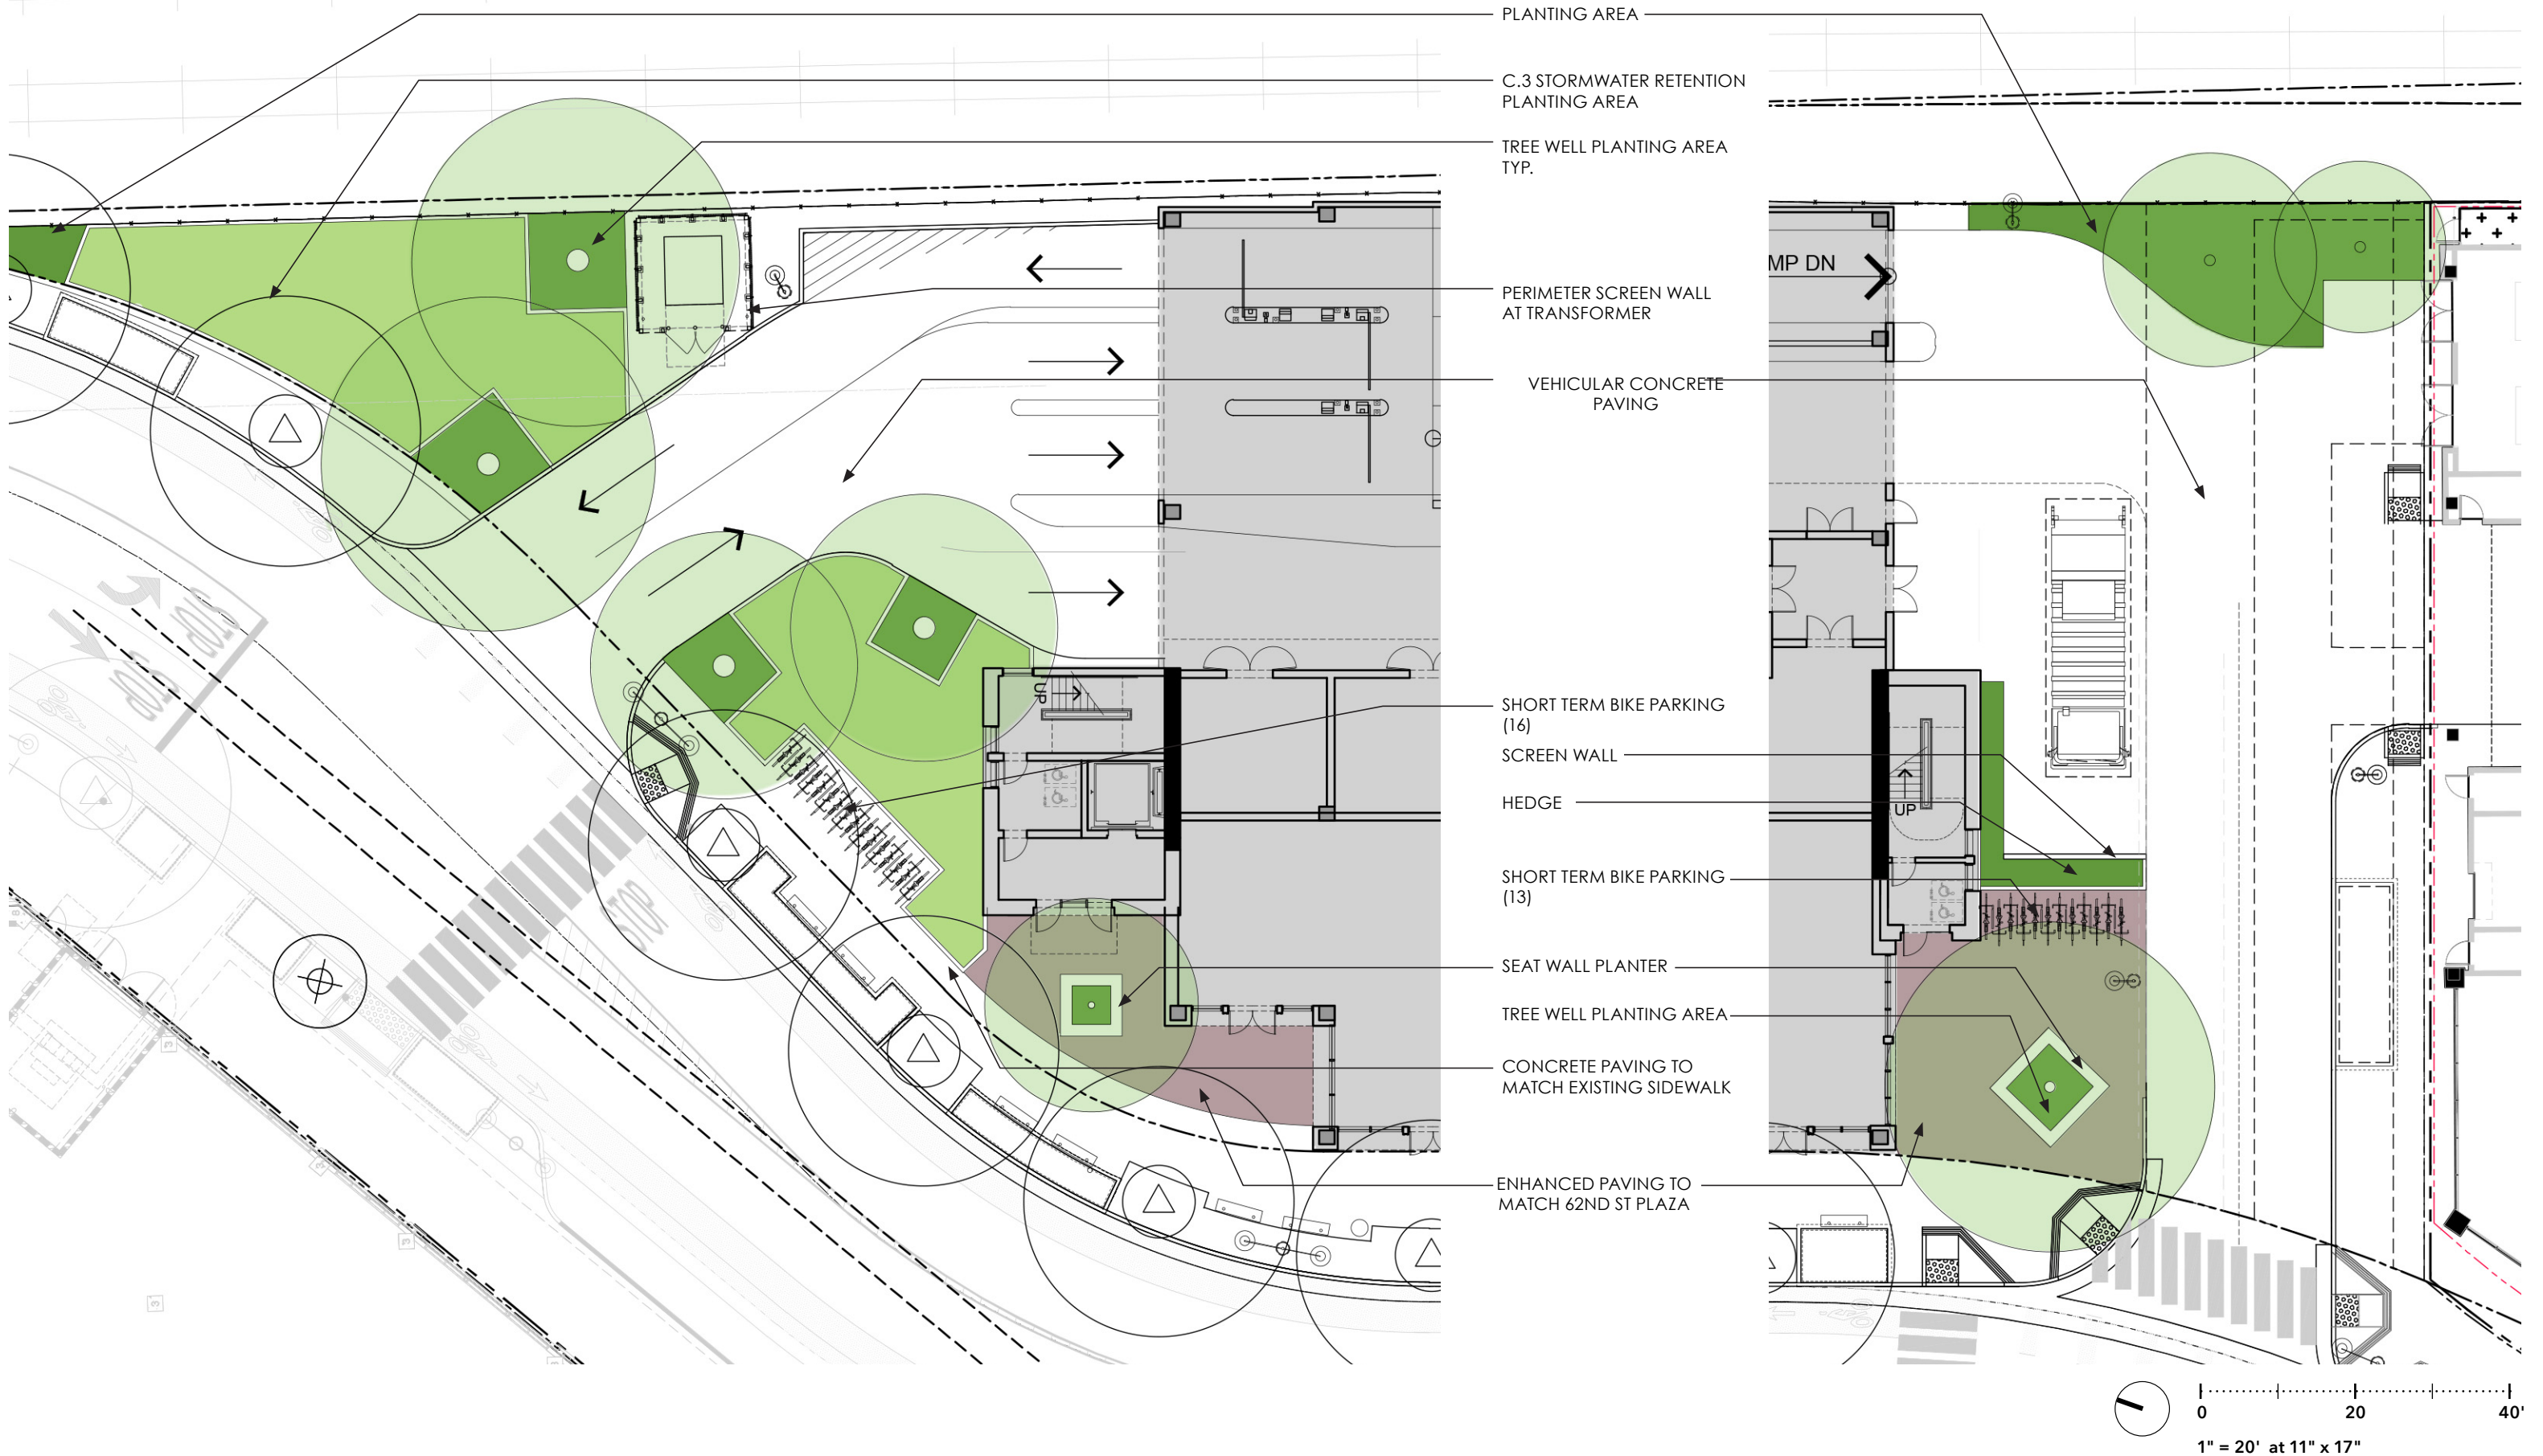 PLANTING AREA
C.3 STORMWATER RETENTION
PLANTING AREA
TREE WELL PLANTING AREA
TYP.
MP DN
PERIMETER SCREEN WALL
AT TRANSFORMER
VEHICULAR CONCRETE
PAVING
UP
SHORT TERM BIKE PARKING
(16)
SCREEN WALL
HEDGE
UP
SHORT TERM BIKE PARKING
(13)
STOP
SEAT WALL PLANTER
TREE WELL PLANTING AREA
CONCRETE PAVING TO
MATCH EXISTING SIDEWALK
ENHANCED PAVING TO
MATCH 62ND ST PLAZA
0 20 40'
1" = 20' at 11" x 17"